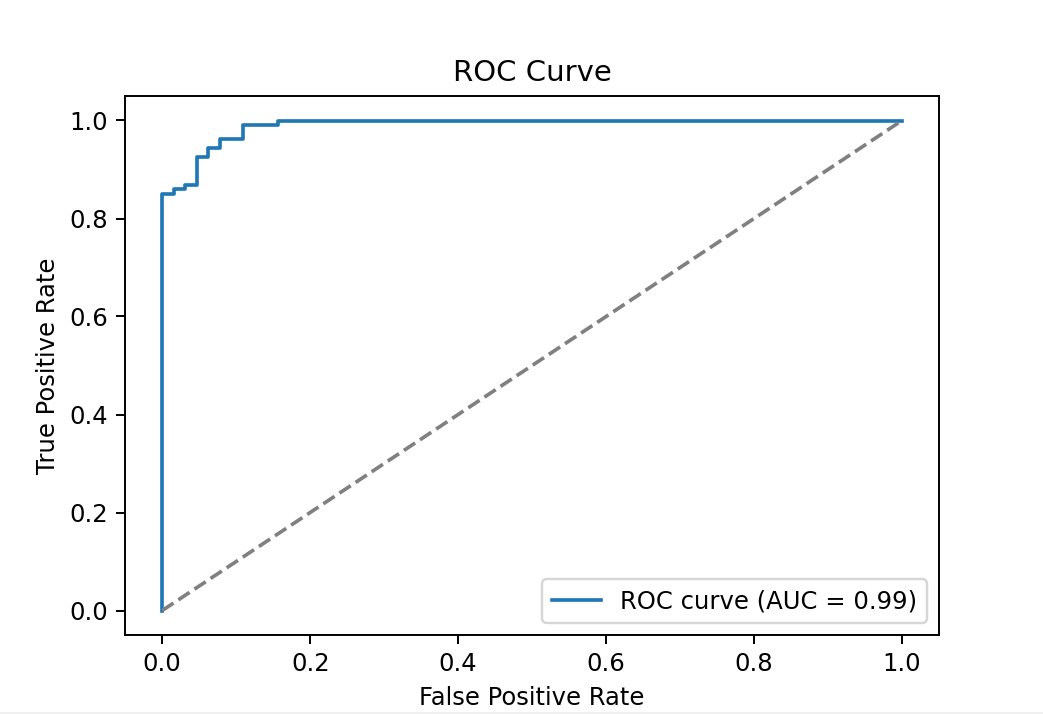 ROC Curve
1.0
0.8
0.6
0.4
0.2
0.0
True Positive Rate
ROC curve (AUC = 0.99)
0.0 0.2 0.4 0.6 0.8 1.0
False Positive Rate